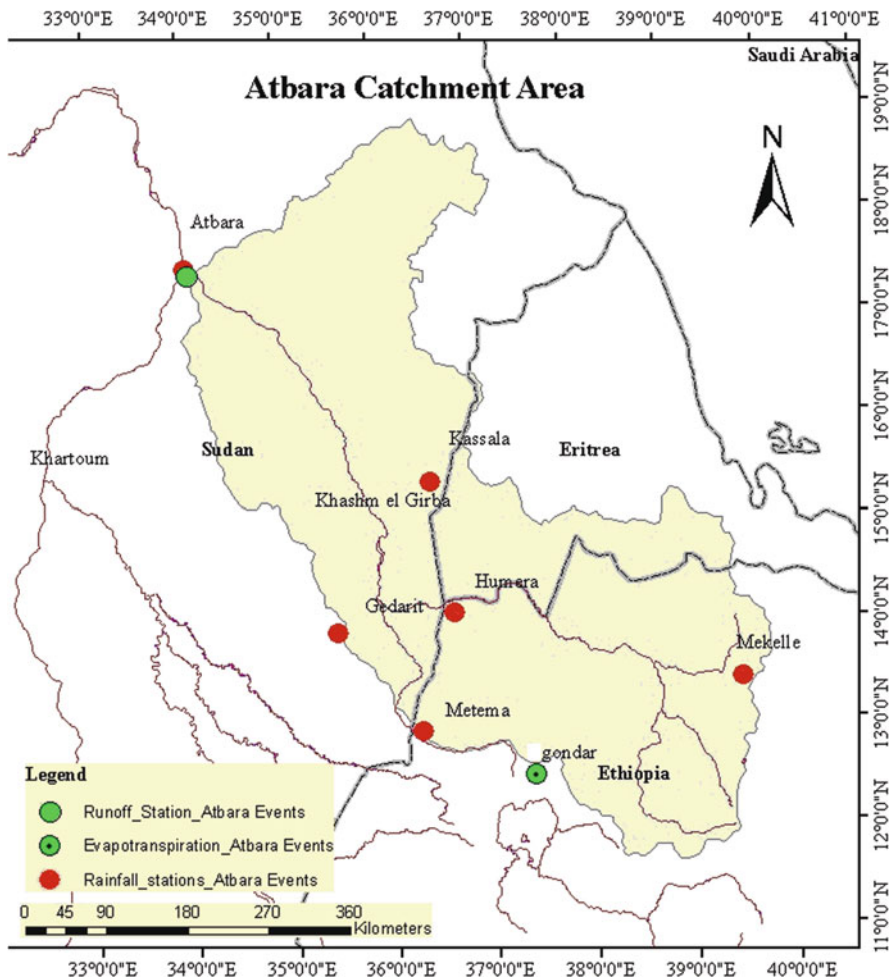 33°0'0"E 34°0'0"E 35°0'0"E 36°0'0"E 37°0'0"E 38°0'0"E 39°0'0"E 40°0'0"E 41°0'0"E
Saudi Arabia
Atbara Catchment Area
N
19°0'0"N
18°0'0"N
Atbara
17°0'0"N
16°0'0"N
Kassala
Khartoum
Sudan
Eritrea
Khashm el Girba
15°0'0"N
Humera
Gedarit
14°0'0"N
Mekelle
Metema
13°0'0"N
gondar
Ethiopia
Legend
Runoff_Station_Atbara Events
12°0'0"N
Evapotranspiration_Atbara Events
Rainfall_stations_Atbara Events
0 45 90 180 270 360
Kilometers
11°0'0"N
33°0'0"E 34°0'0"E 35°0'0"E 36°0'0"E 37°0'0"E 38°0'0"E 39°0'0"E 40°0'0"E